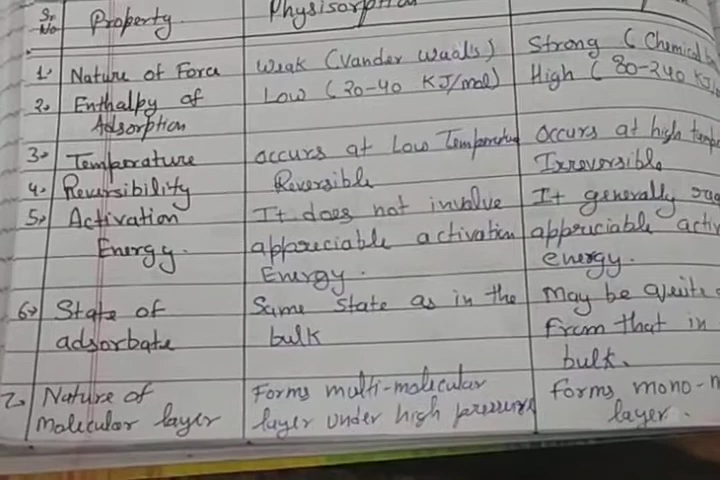 Sr. No Property Physisorption
1. Nature of Force Weak (Vander Waals) Strong (Chemical
2. Enthalpy of Adsorption Low (20-40 KJ/mol) High (80-240 KJ/
3. Temperature occurs at Low Temperature occurs at high temp
4. Reversibility Reversible Irreversible
5. Activation It does not involve It generally
Energy. appreciable activation appreciable activ
Energy. energy.
6. State of Same state as in the May be quite
adsorbate bulk From that in
bulk.
7. Nature of Forms multi-molecular forms mono-m
Molecular layer layer under high pressure layer.